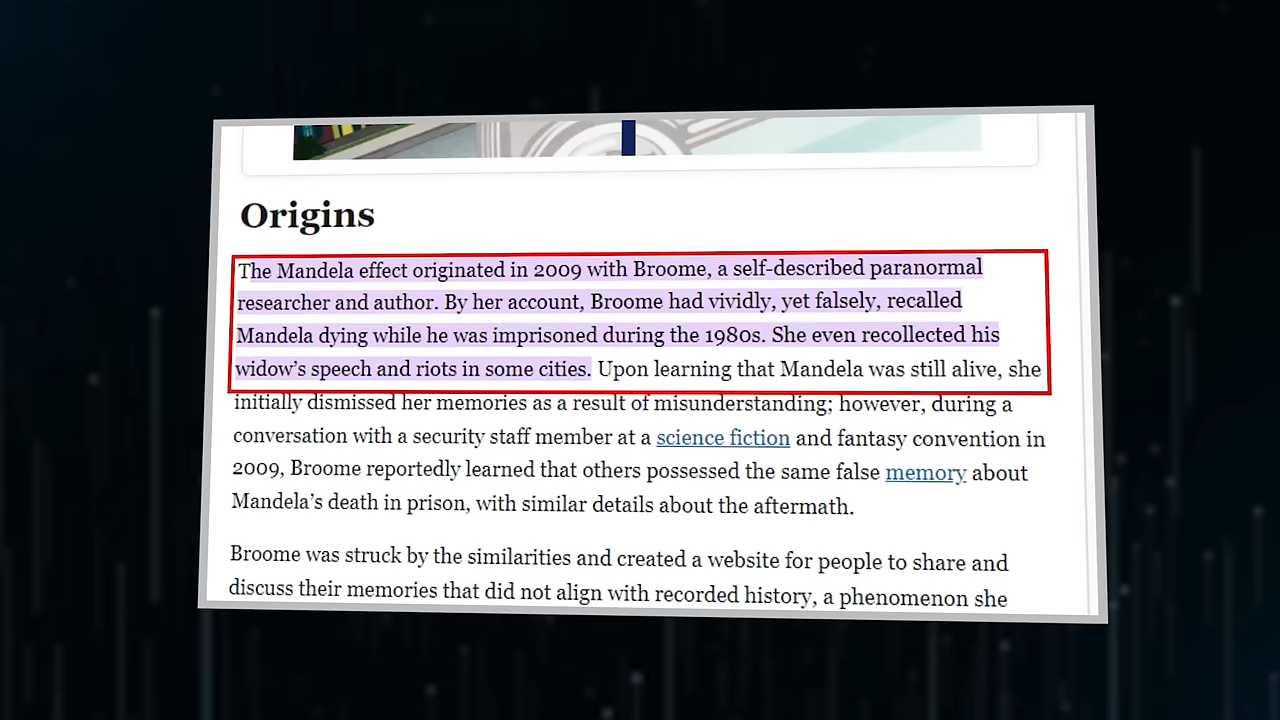 Origins
The Mandela effect originated in 2009 with Broome, a self-described paranormal
researcher and author. By her account, Broome had vividly, yet falsely, recalled
Mandela dying while he was imprisoned during the 1980s. She even recollected his
widow’s speech and riots in some cities. Upon learning that Mandela was still alive, she
initially dismissed her memories as a result of misunderstanding; however, during a
conversation with a security staff member at a science fiction and fantasy convention in
2009, Broome reportedly learned that others possessed the same false memory about
Mandela’s death in prison, with similar details about the aftermath.
Broome was struck by the similarities and created a website for people to share and
discuss their memories that did not align with recorded history, a phenomenon she